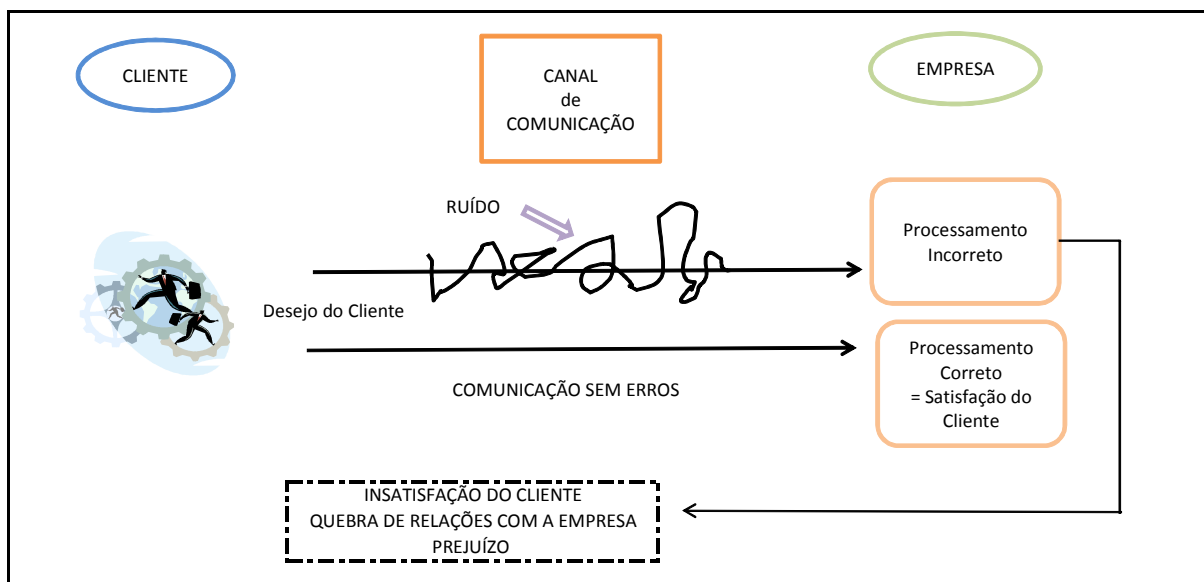 CLIENTE
CANAL
de
COMUNICAÇÃO
EMPRESA
RUÍDO
Processamento
Incorreto
Desejo do Cliente
Processamento
Correto
= Satisfação do
Cliente
COMUNICAÇÃO SEM ERROS
INSATISFAÇÃO DO CLIENTE
QUEBRA DE RELAÇÕES COM A EMPRESA
PREJUÍZO